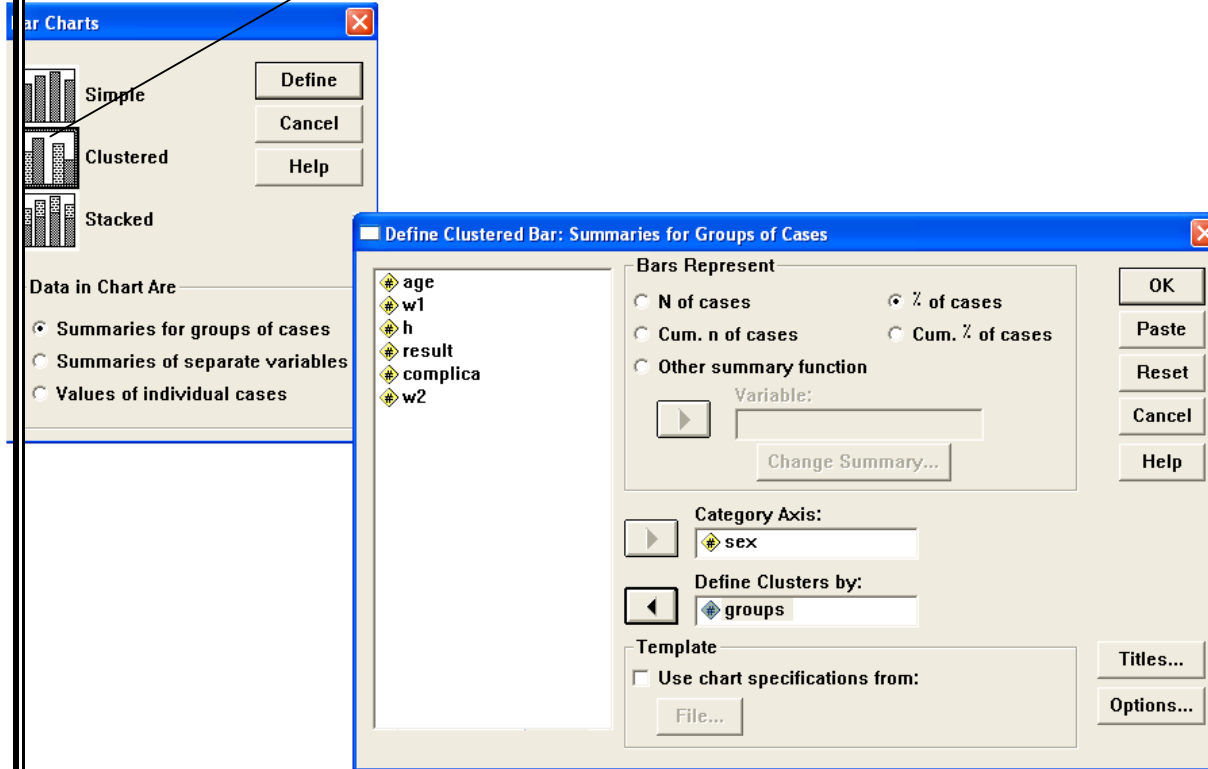 ar Charts
Simple
Define
Cancel
Clustered
Help
Stacked
Data in Chart Are
Summaries for groups of cases
Summaries of separate variables
Values of individual cases
Define Clustered Bar: Summaries for Groups of Cases
age
w1
h
result
complica
w2
Bars Represent
N of cases
% of cases
Cum. n of cases
Cum. % of cases
Other summary function
Variable:
Change Summary...
Category Axis:
sex
Define Clusters by:
groups
Template
Use chart specifications from:
File...
OK
Paste
Reset
Cancel
Help
Titles...
Options...